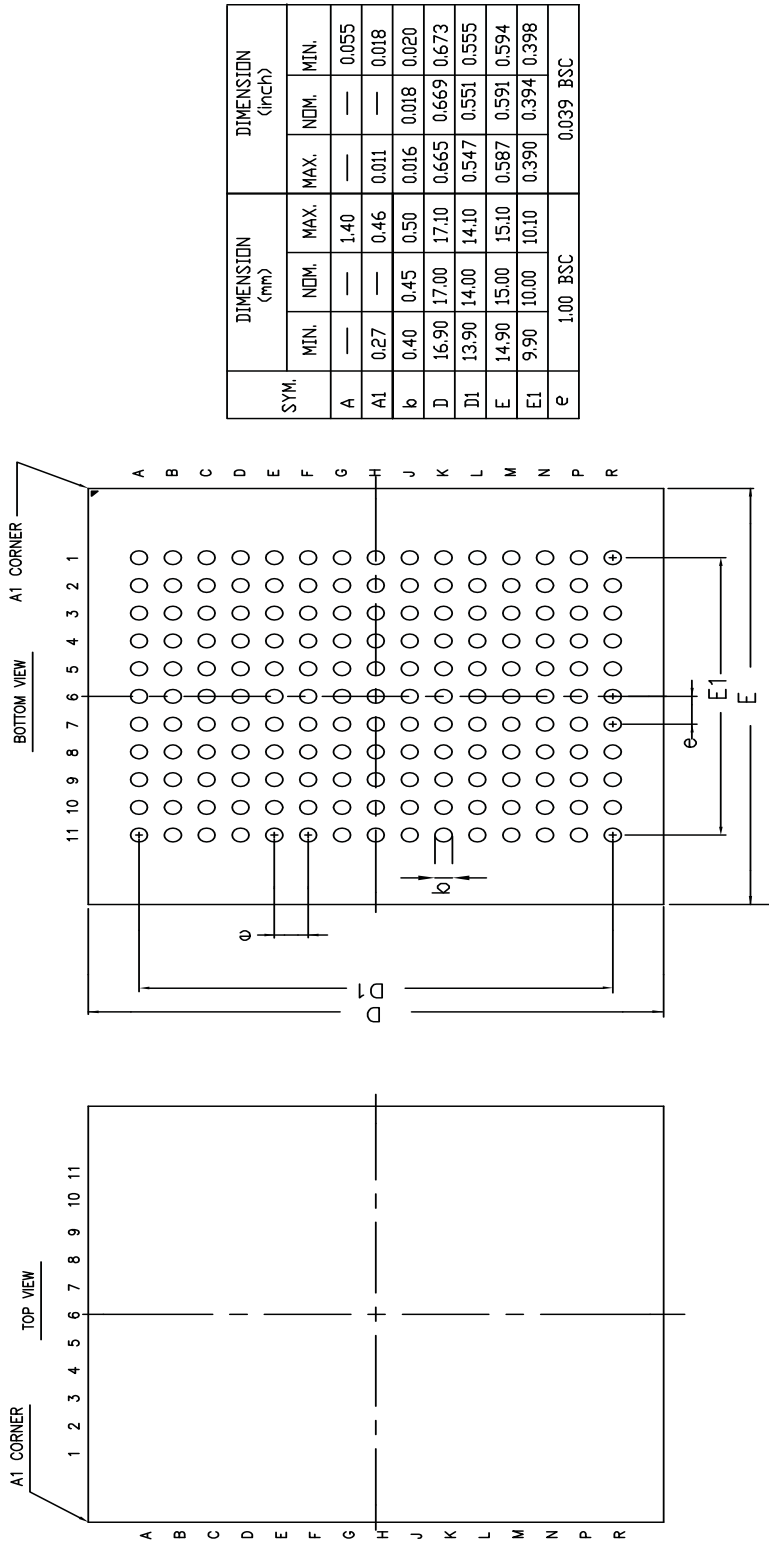 TOP VIEW
A1 CORNER
1 2 3 4 5 6 7 8 9 10 11
A
B
C
D
E
F
G
H
J
K
L
M
N
P
R
BOTTOM VIEW
A1 CORNER
11 10 9 8 7 6 5 4 3 2 1
A
B
C
D
E
F
G
H
J
K
L
M
N
P
R
e
b
D1
D
e
E1
E
SYM. DIMENSION (mm) DIMENSION (inch)
MIN. NOM. MAX. MAX. NOM. MIN.
A — — 1.40 — — 0.055
A1 0.27 — 0.46 0.011 — 0.018
b 0.40 0.45 0.50 0.016 0.018 0.020
D 16.90 17.00 17.10 0.665 0.669 0.673
D1 13.90 14.00 14.10 0.547 0.551 0.555
E 14.90 15.00 15.10 0.587 0.591 0.594
E1 9.90 10.00 10.10 0.390 0.394 0.398
e 1.00 BSC 0.039 BSC